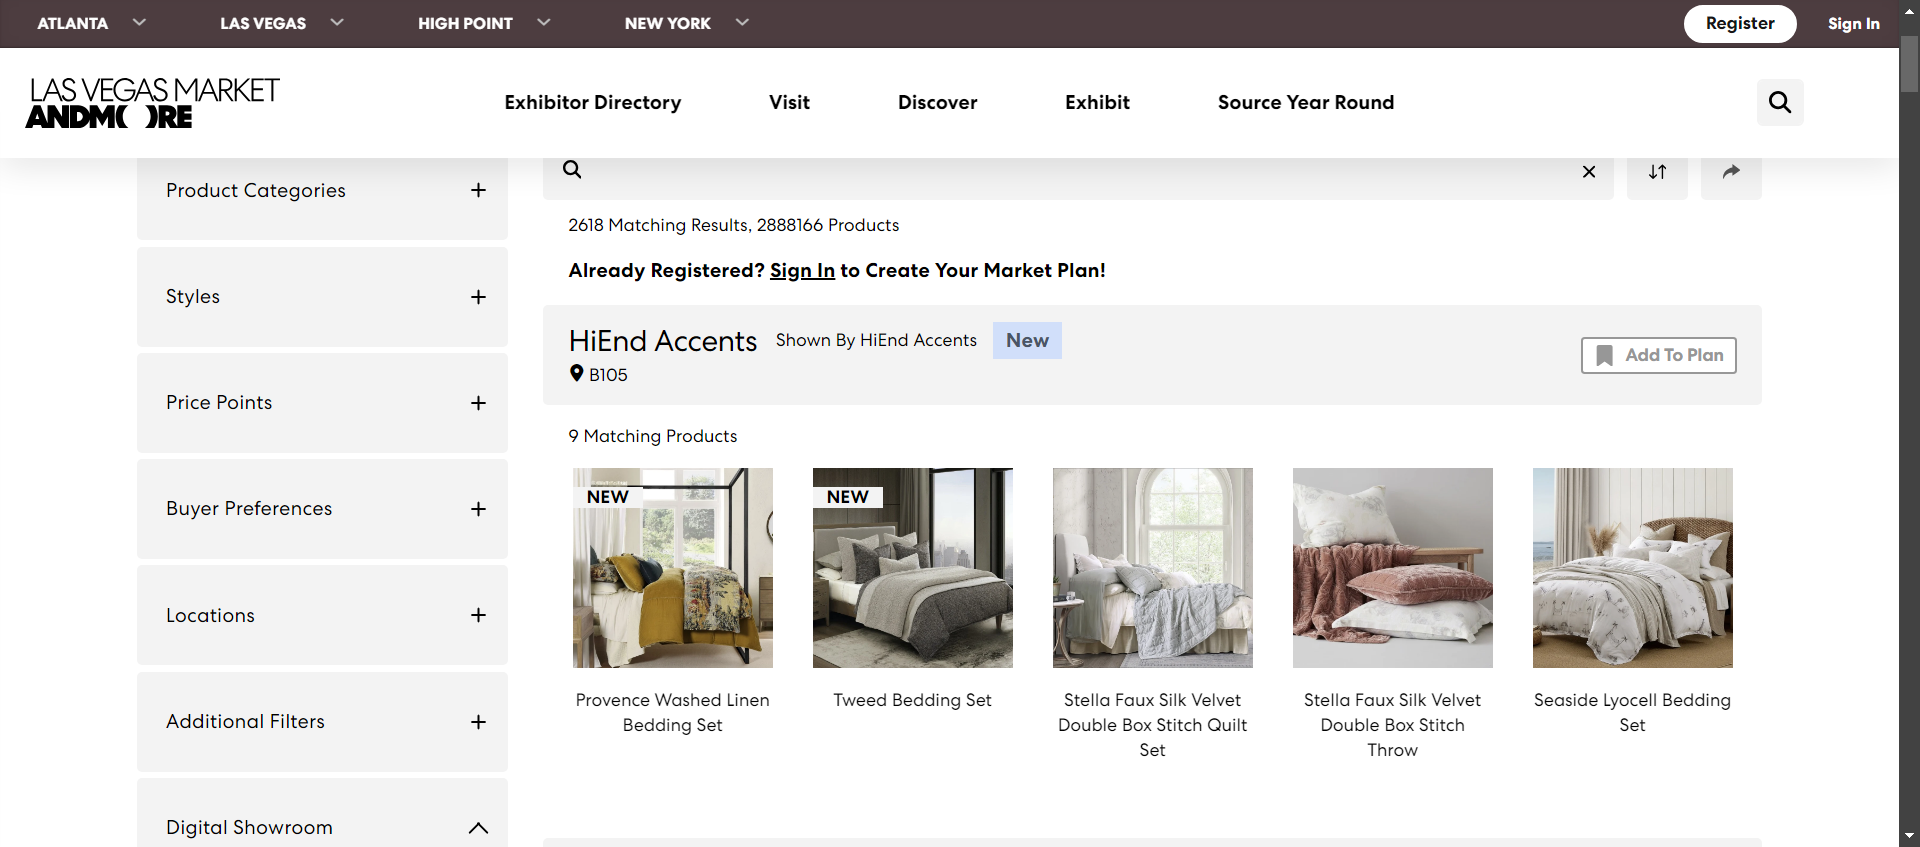 ATLANTA LAS VEGAS HIGH POINT NEW YORK Register Sign In
LAS VEGAS MARKET
ANDMORE
Exhibitor Directory Visit Discover Exhibit Source Year Round
Product Categories
Styles
Price Points
Buyer Preferences
Locations
Additional Filters
Digital Showroom
2618 Matching Results, 2888166 Products
Already Registered? Sign In to Create Your Market Plan!
HiEnd Accents Shown By HiEnd Accents New
B105
Add To Plan
9 Matching Products
NEW
Provence Washed Linen
Bedding Set
NEW
Tweed Bedding Set
Stella Faux Silk Velvet
Double Box Stitch Quilt
Set
Stella Faux Silk Velvet
Double Box Stitch
Throw
Seaside Lyocell Bedding
Set